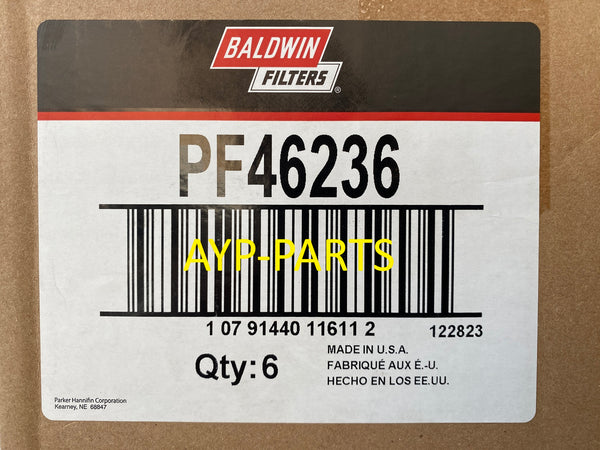 BALDWIN
FILTERS®
PF46236
AYP-PARTS
1 07 91440 11611 2
122823
Qty:6
MADE IN U.S.A.
FABRIQUÉ AUX É.-U.
HECHO EN LOS EE.UU.
Parker Hannifin Corporation
Kearney, NE 68847